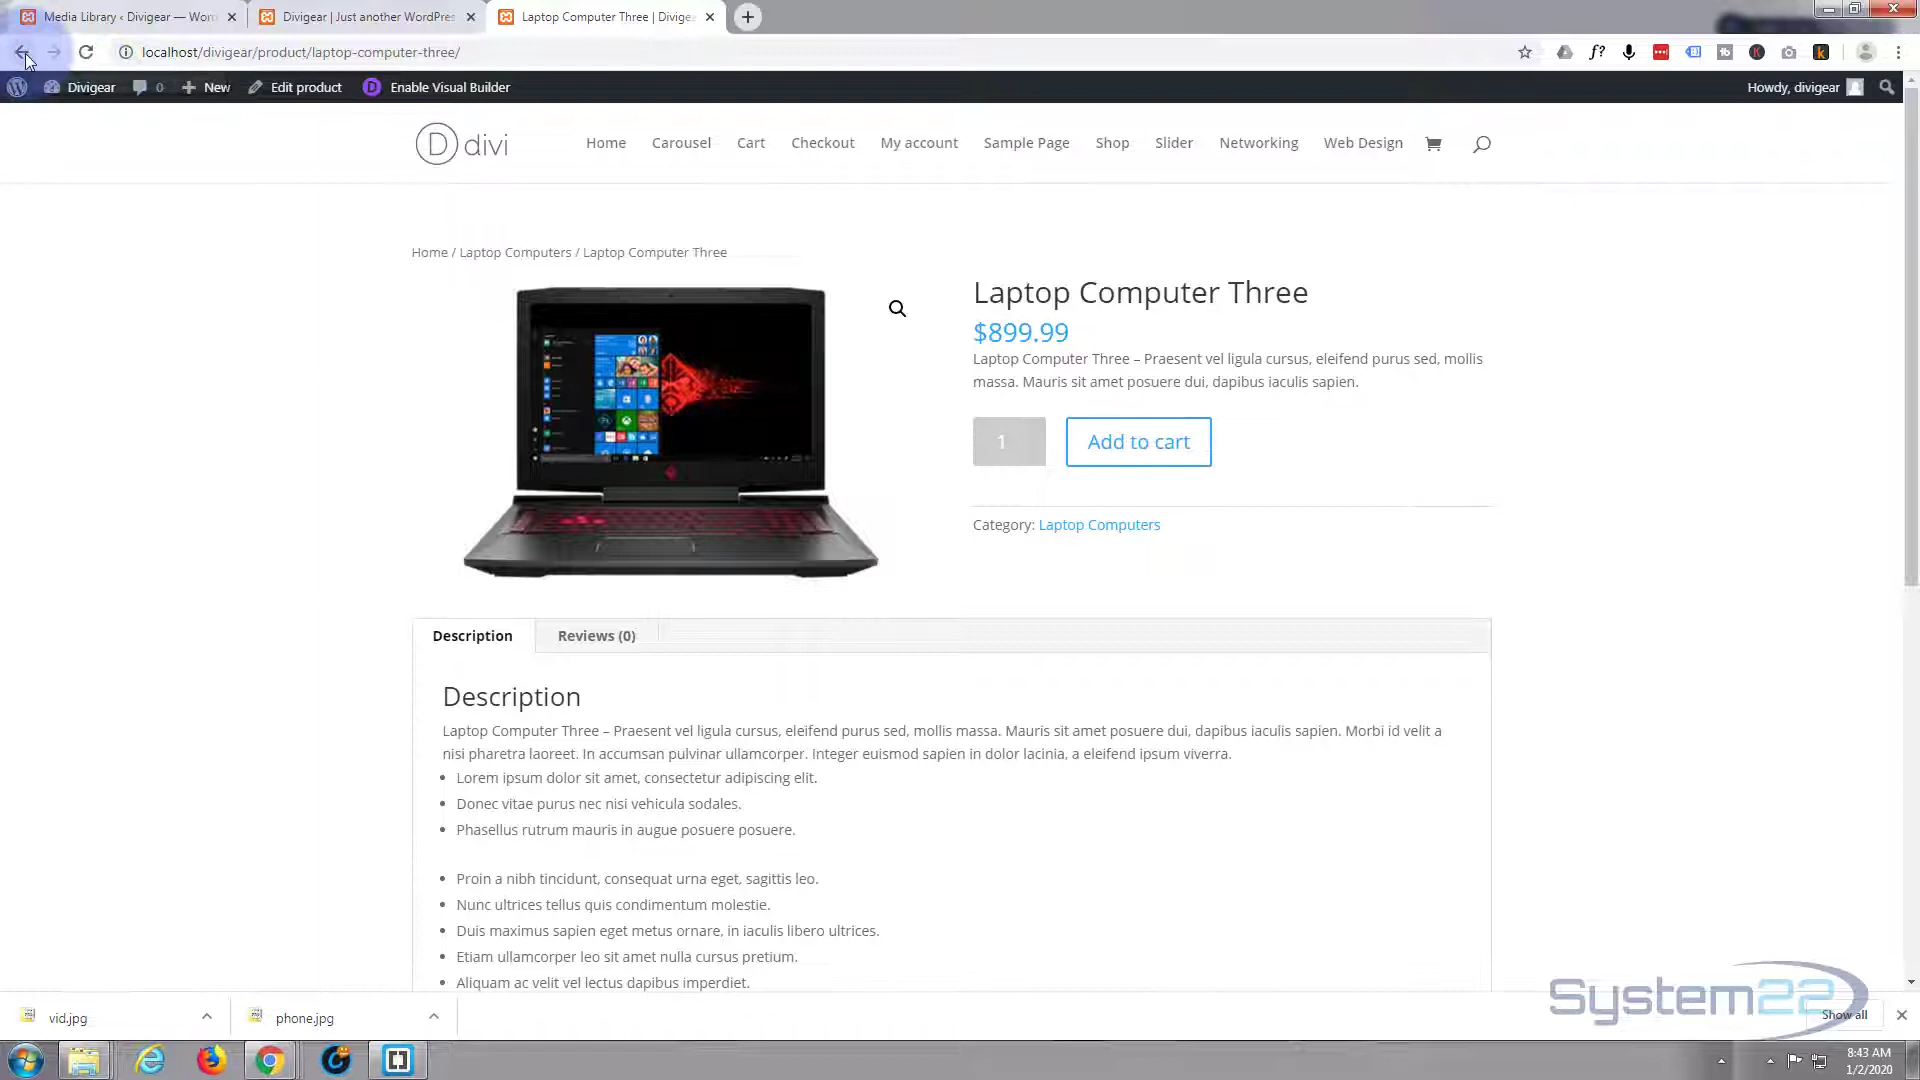 Media Library ‹ Divigear — Wor
Divigear | Just another WordPres
Laptop Computer Three | Divige
localhost/divigear/product/laptop-computer-three/
Divigear
0
New
Edit product
Enable Visual Builder
Howdy, divigear
D divi
Home
Carousel
Cart
Checkout
My account
Sample Page
Shop
Slider
Networking
Web Design
Home / Laptop Computers / Laptop Computer Three
Laptop Computer Three
$899.99
Laptop Computer Three – Praesent vel ligula cursus, eleifend purus sed, mollis
massa. Mauris sit amet posuere dui, dapibus iaculis sapien.
1
Add to cart
Category: Laptop Computers
Description
Reviews (0)
Description
Laptop Computer Three – Praesent vel ligula cursus, eleifend purus sed, mollis massa. Mauris sit amet posuere dui, dapibus iaculis sapien. Morbi id velit a
nisi pharetra laoreet. In accumsan pulvinar ullamcorper. Integer euismod sapien in dolor lacinia, a eleifend ipsum viverra.
Lorem ipsum dolor sit amet, consectetur adipiscing elit.
Donec vitae purus nec nisi vehicula sodales.
Phasellus rutrum mauris in augue posuere posuere.
Proin a nibh tincidunt, consequat urna eget, sagittis leo.
Nunc ultrices tellus quis condimentum molestie.
Duis maximus sapien eget metus ornare, in iaculis libero ultrices.
Etiam ullamcorper leo sit amet nulla cursus pretium.
Aliquam ac velit vel lectus dapibus imperdiet.
System22
vid.jpg
phone.jpg
Show all
8:43 AM
1/2/2020